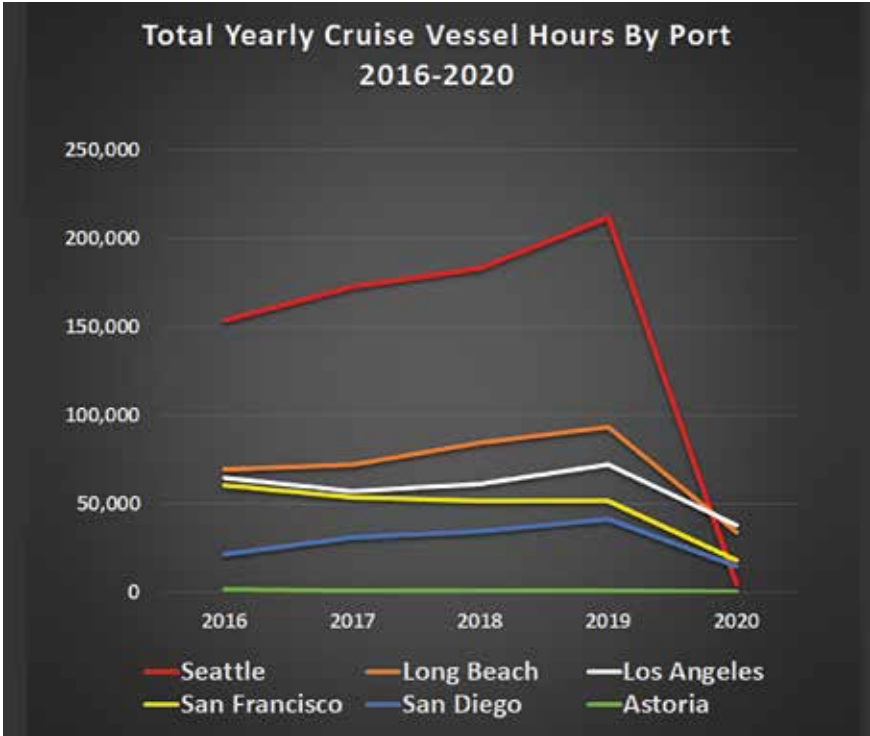 Total Yearly Cruise Vessel Hours By Port
2016-2020
250,000
200,000
150,000
100,000
50,000
0
2016 2017 2018 2019 2020
Seattle Long Beach Los Angeles
San Francisco San Diego Astoria